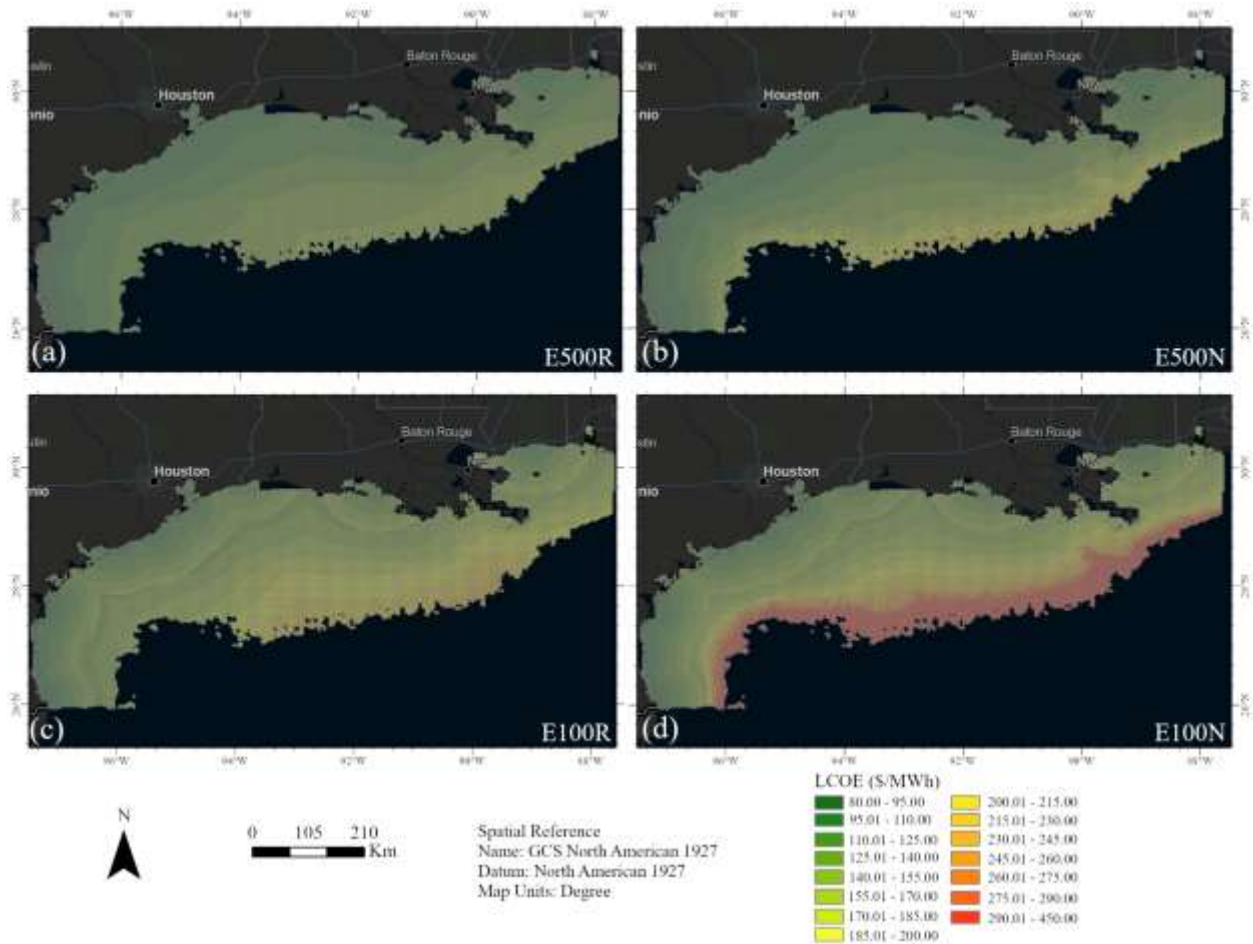 Baton Rouge
Houston
nio
(a)
E500R
Baton Rouge
Houston
nio
(b)
E500N
Baton Rouge
Houston
nio
(c)
E100R
Baton Rouge
Houston
nio
(d)
E100N
LCOE ($/MWh)
80.00 - 95.00
95.01 - 110.00
110.01 - 125.00
125.01 - 140.00
140.01 - 155.00
155.01 - 170.00
170.01 - 185.00
185.01 - 200.00
200.01 - 215.00
215.01 - 230.00
230.01 - 245.00
245.01 - 260.00
260.01 - 275.00
275.01 - 290.00
290.01 - 450.00
N
0 105 210
Km
Spatial Reference
Name: GCS North American 1927
Datum: North American 1927
Map Units: Degree